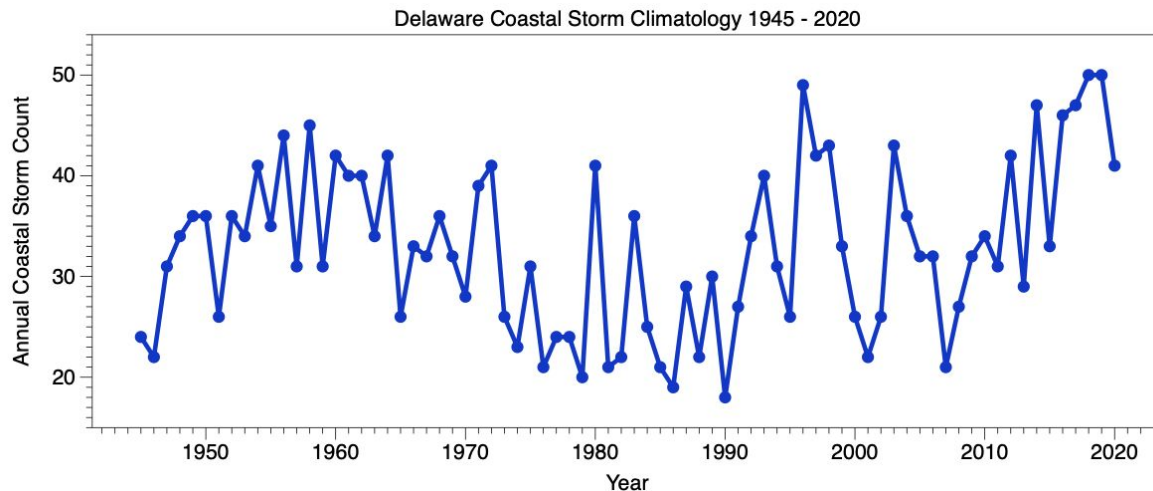 Delaware Coastal Storm Climatology 1945 - 2020
50
40
30
20
Annual Coastal Storm Count
1950 1960 1970 1980 1990 2000 2010 2020
Year